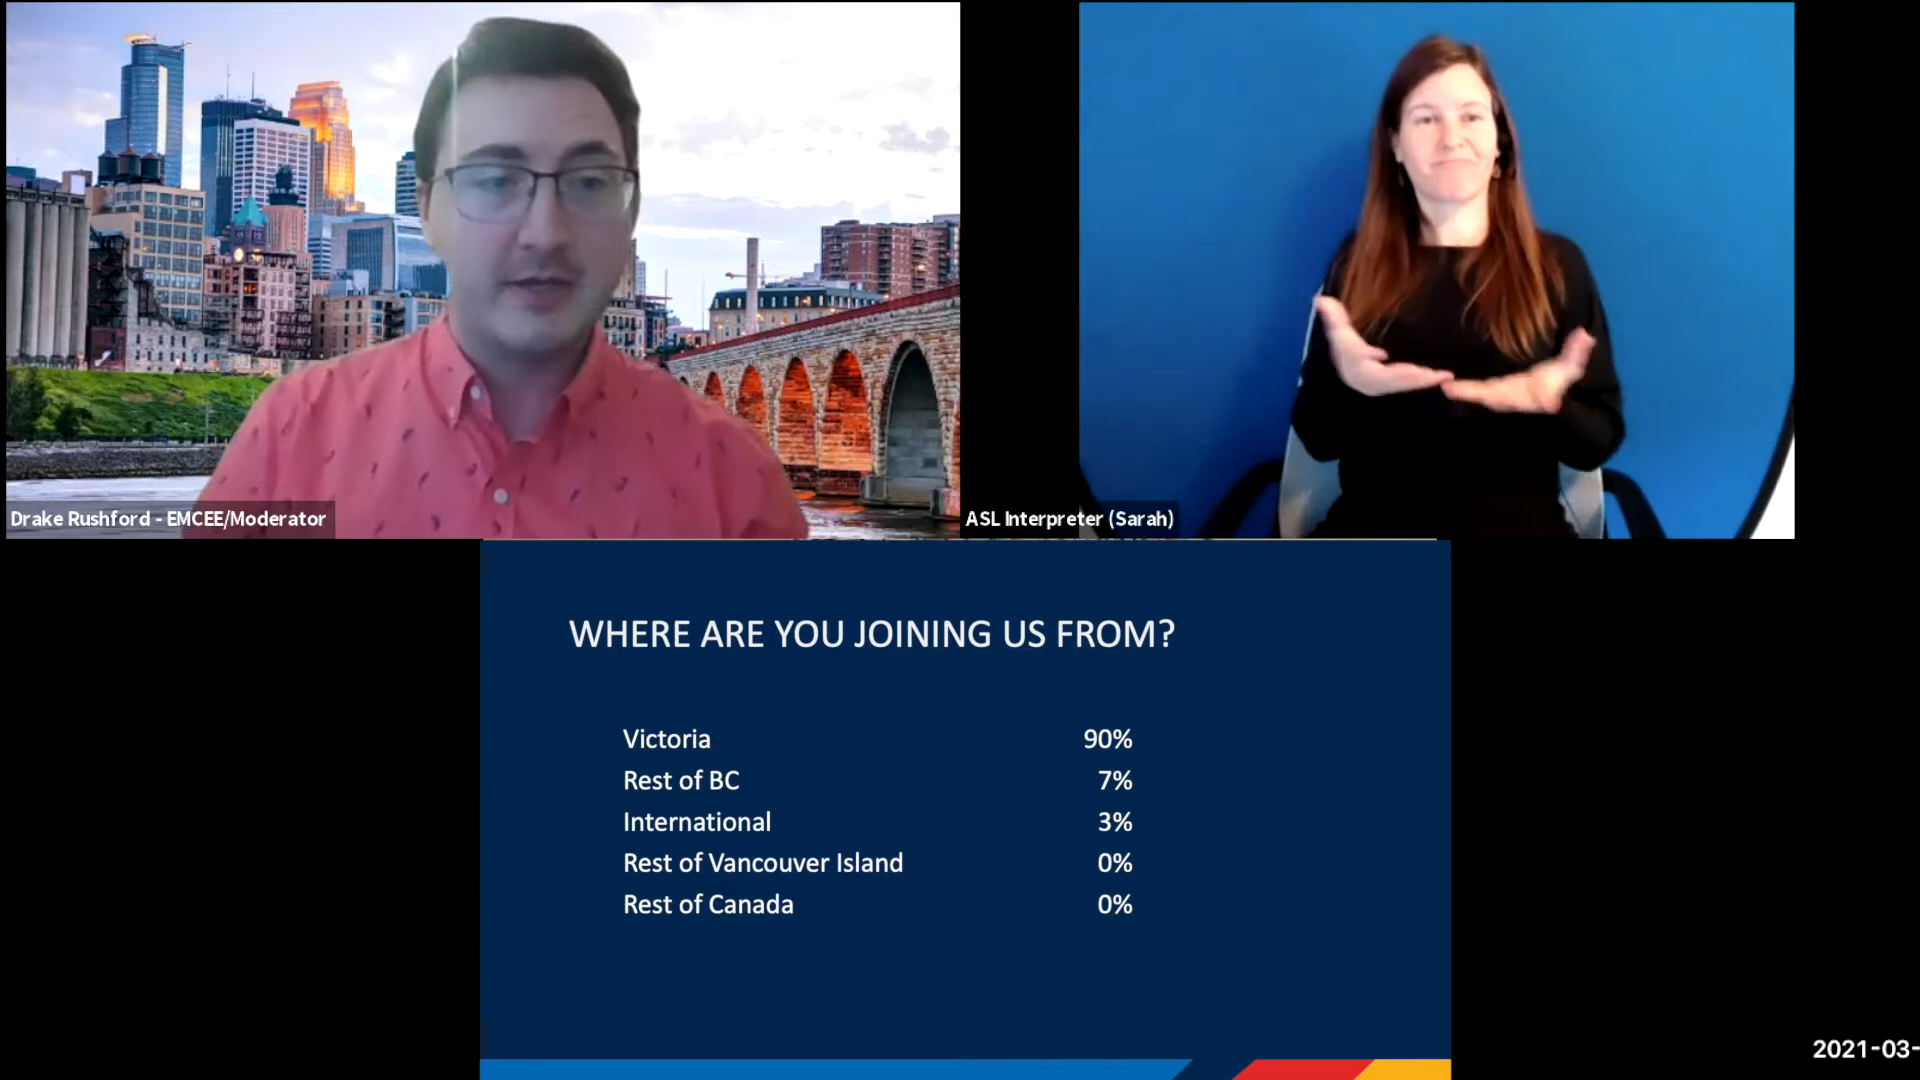 Drake Rushford - EMCEE/Moderator
ASL Interpreter (Sarah)
WHERE ARE YOU JOINING US FROM?
Victoria 90%
Rest of BC 7%
International 3%
Rest of Vancouver Island 0%
Rest of Canada 0%
2021-03-